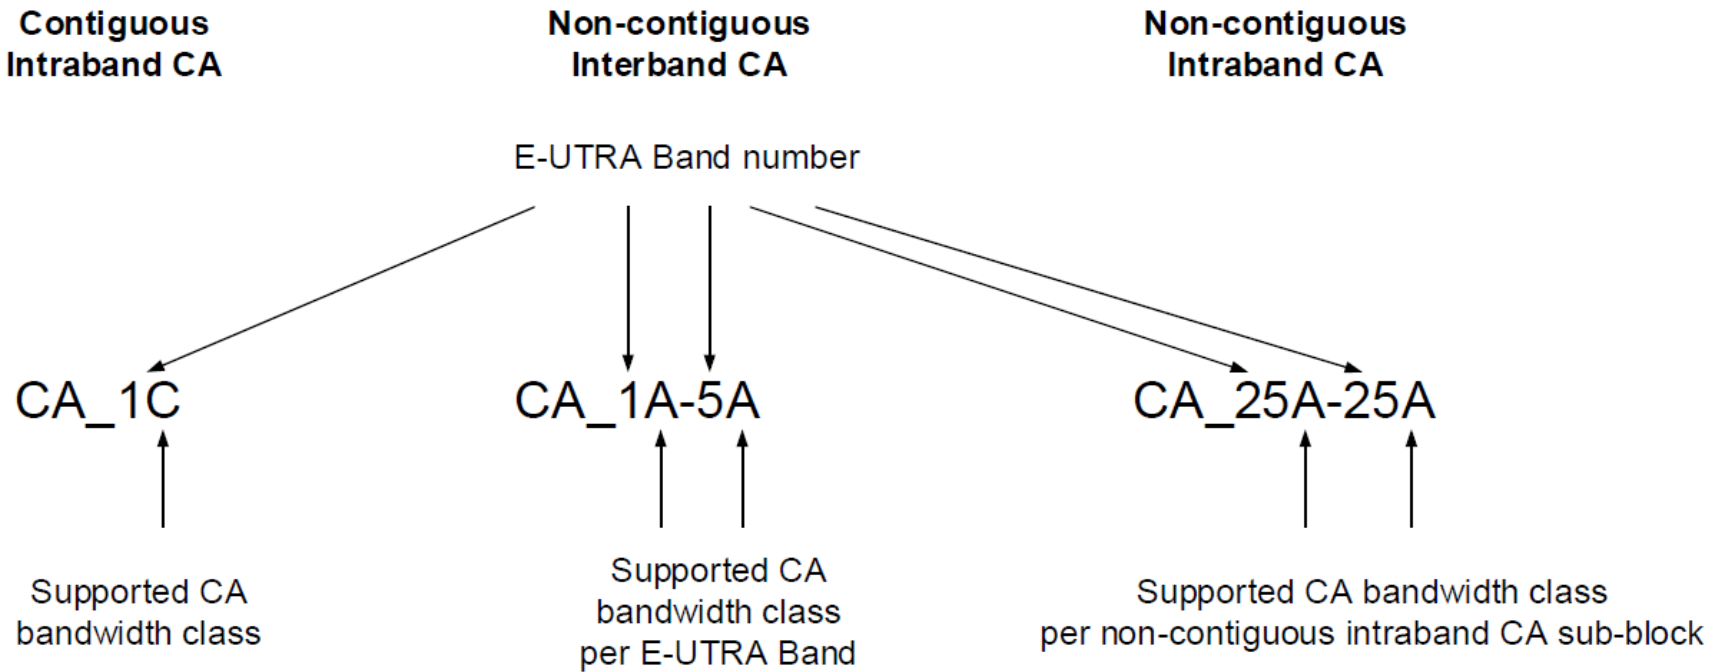 Contiguous
Intraband CA
Non-contiguous
Interband CA
Non-contiguous
Intraband CA
E-UTRA Band number
CA_1C
CA_1A-5A
CA_25A-25A
Supported CA
bandwidth class
Supported CA
bandwidth class
per E-UTRA Band
Supported CA bandwidth class
per non-contiguous intraband CA sub-block